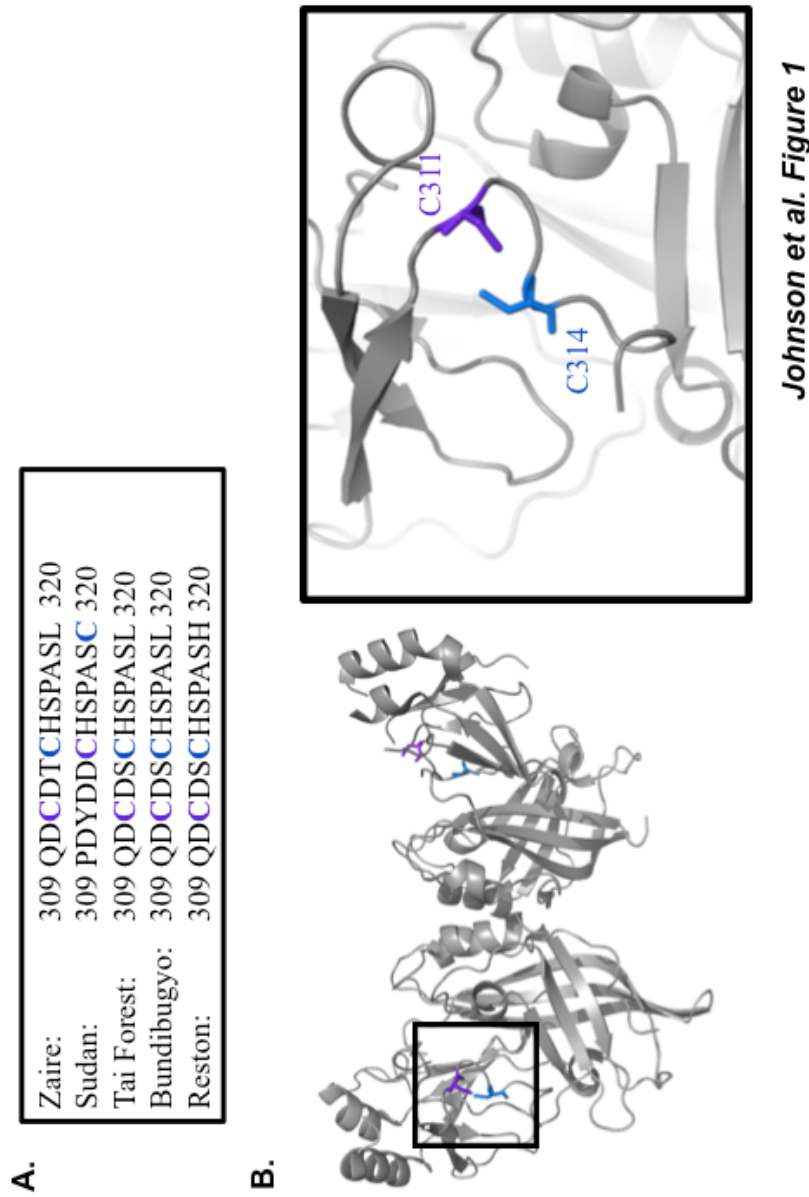 A.
Zaire: 309 QDCDTCHSPASL 320
Sudan: 309 PDYDDCHSPASC 320
Tai Forest: 309 QDCDSCHSPASL 320
Bundibugyo: 309 QDCDSCHSPASL 320
Reston: 309 QDCDSCHSPASH 320
B.
C311
C314
Johnson et al. Figure 1